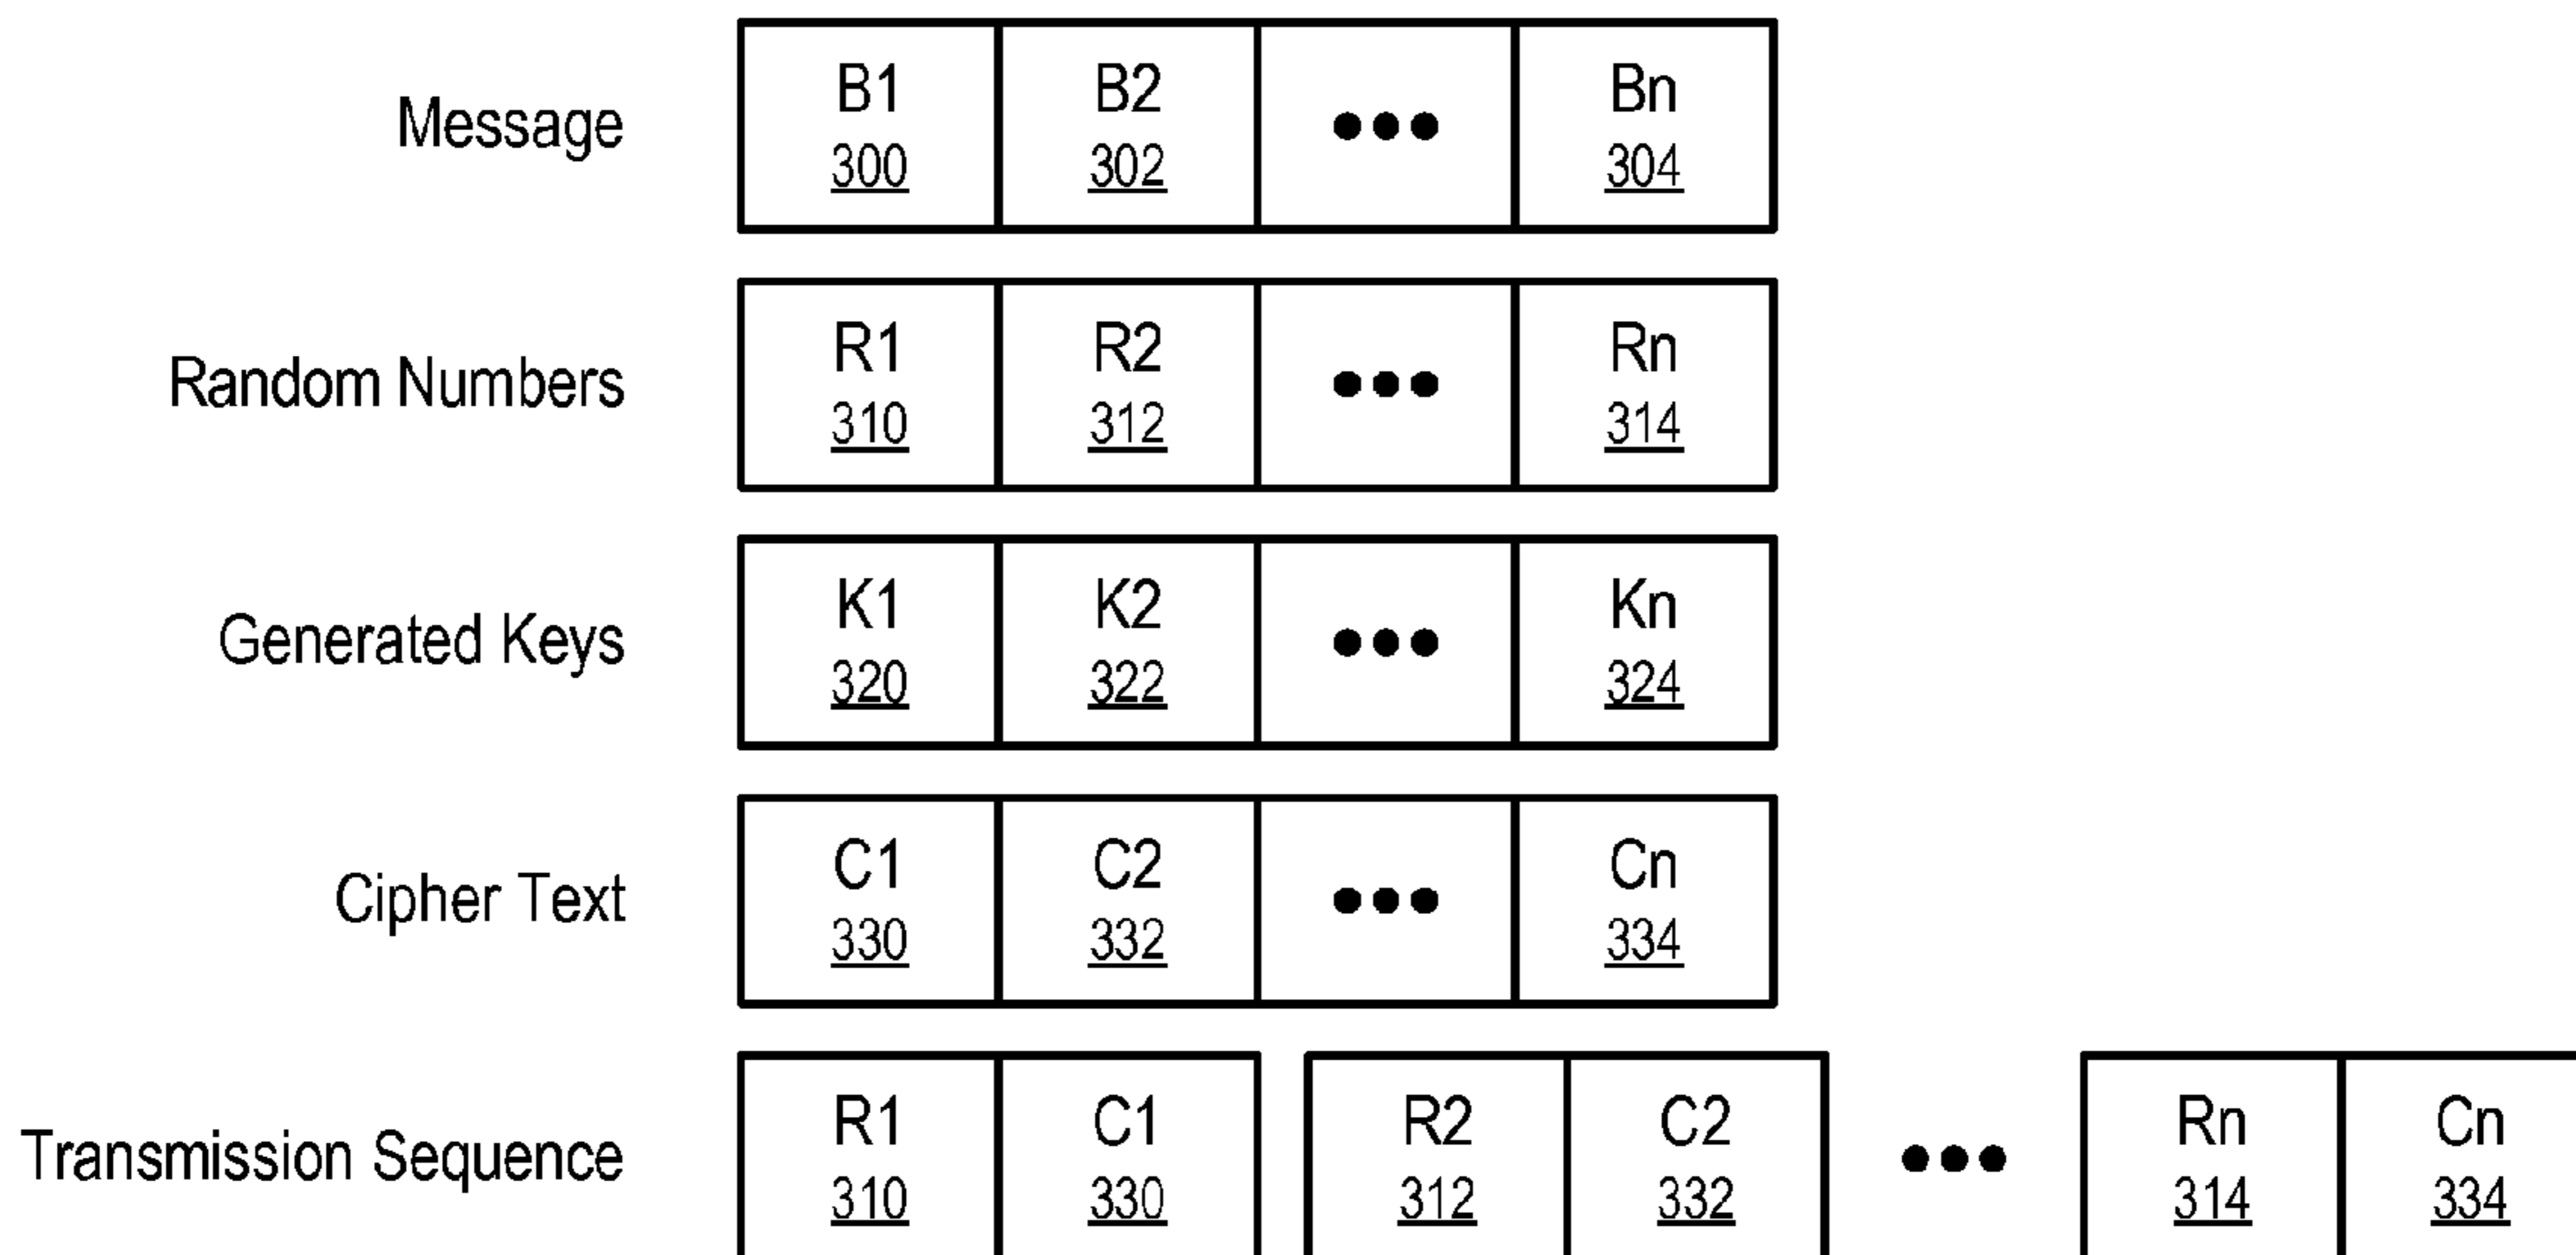 Message
B1 B2 ●●● Bn
300 302 304
Random Numbers
R1 R2 ●●● Rn
310 312 314
Generated Keys
K1 K2 ●●● Kn
320 322 324
Cipher Text
C1 C2 ●●● Cn
330 332 334
Transmission Sequence
R1 C1 R2 C2 ●●● Rn Cn
310 330 312 332 314 334